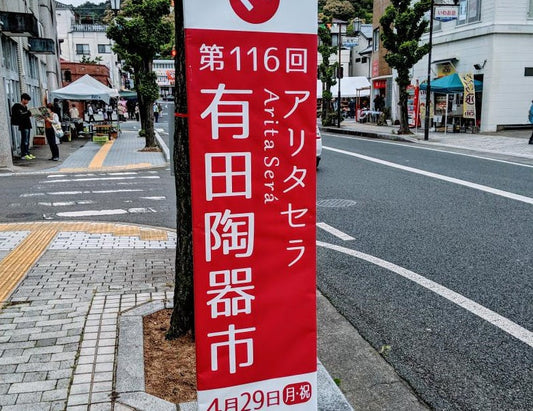 第116回
アリタセラ
Arita Será
有田陶器市
4月29日 月・祝